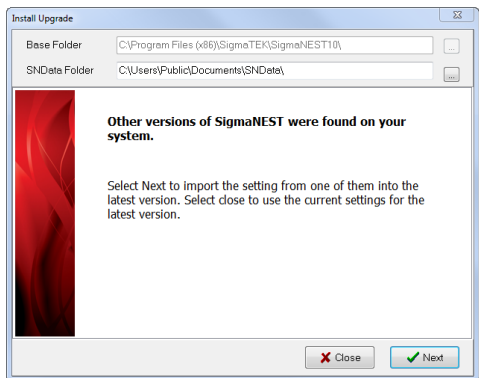 Install Upgrade
Base Folder C:\Program Files (x86)\SigmaTEK\SigmaNEST10\ ...
SNData Folder C:\Users\Public\Documents\SNData\ ...
Other versions of SigmaNEST were found on your
system.
Select Next to import the setting from one of them into the
latest version. Select close to use the current settings for the
latest version.
Close Next